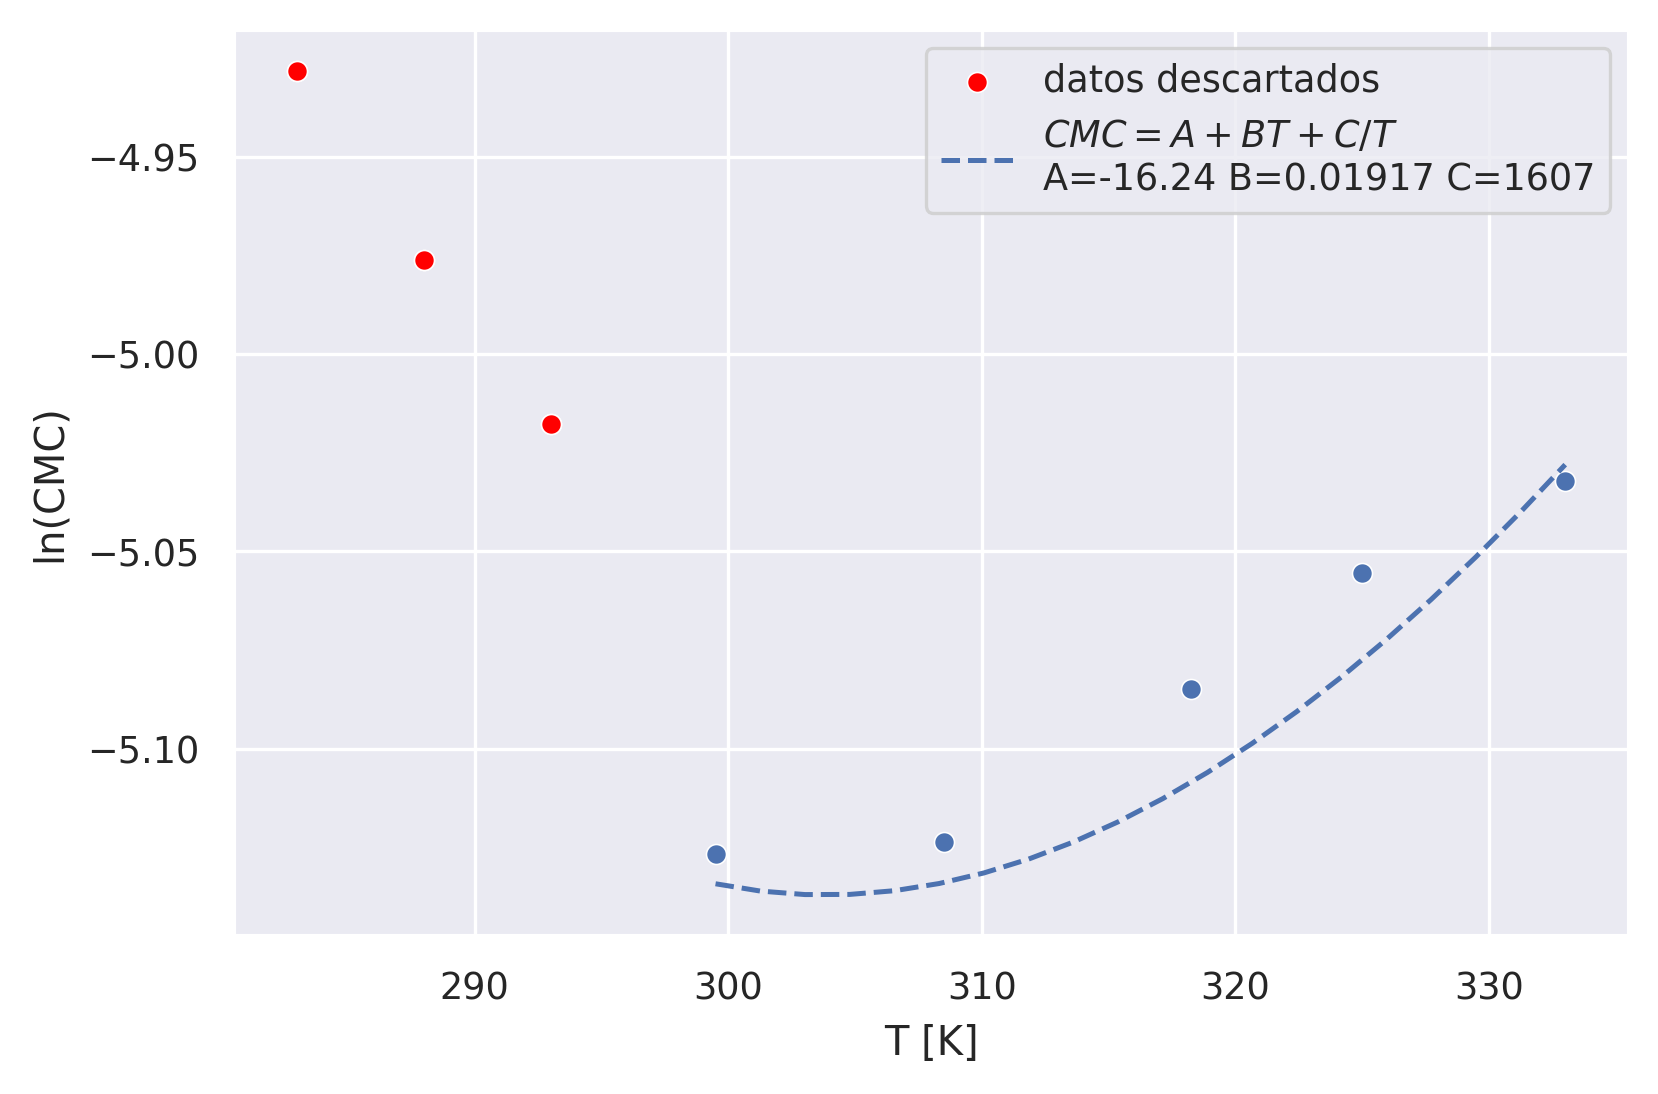 datos descartados
CMC = A + BT + C/T
A=-16.24 B=0.01917 C=1607
−4.95
−5.00
−5.05
−5.10
ln(CMC)
290 300 310 320 330
T [K]